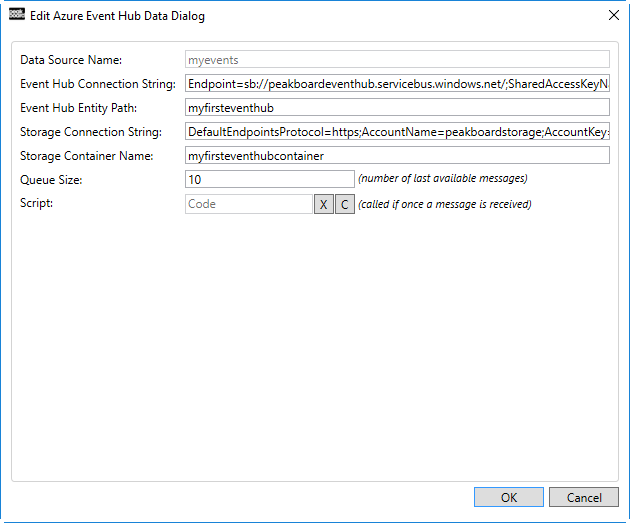 peak board Edit Azure Event Hub Data Dialog
Data Source Name: myevents
Event Hub Connection String: Endpoint=sb://peakboardeventhub.servicebus.windows.net/;SharedAccessKeyN
Event Hub Entity Path: myfirsteventhub
Storage Connection String: DefaultEndpointsProtocol=https;AccountName=peakboardstorage;AccountKey=
Storage Container Name: myfirsteventhubcontainer
Queue Size: 10 (number of last available messages)
Script: Code X C (called if once a message is received)
OK Cancel